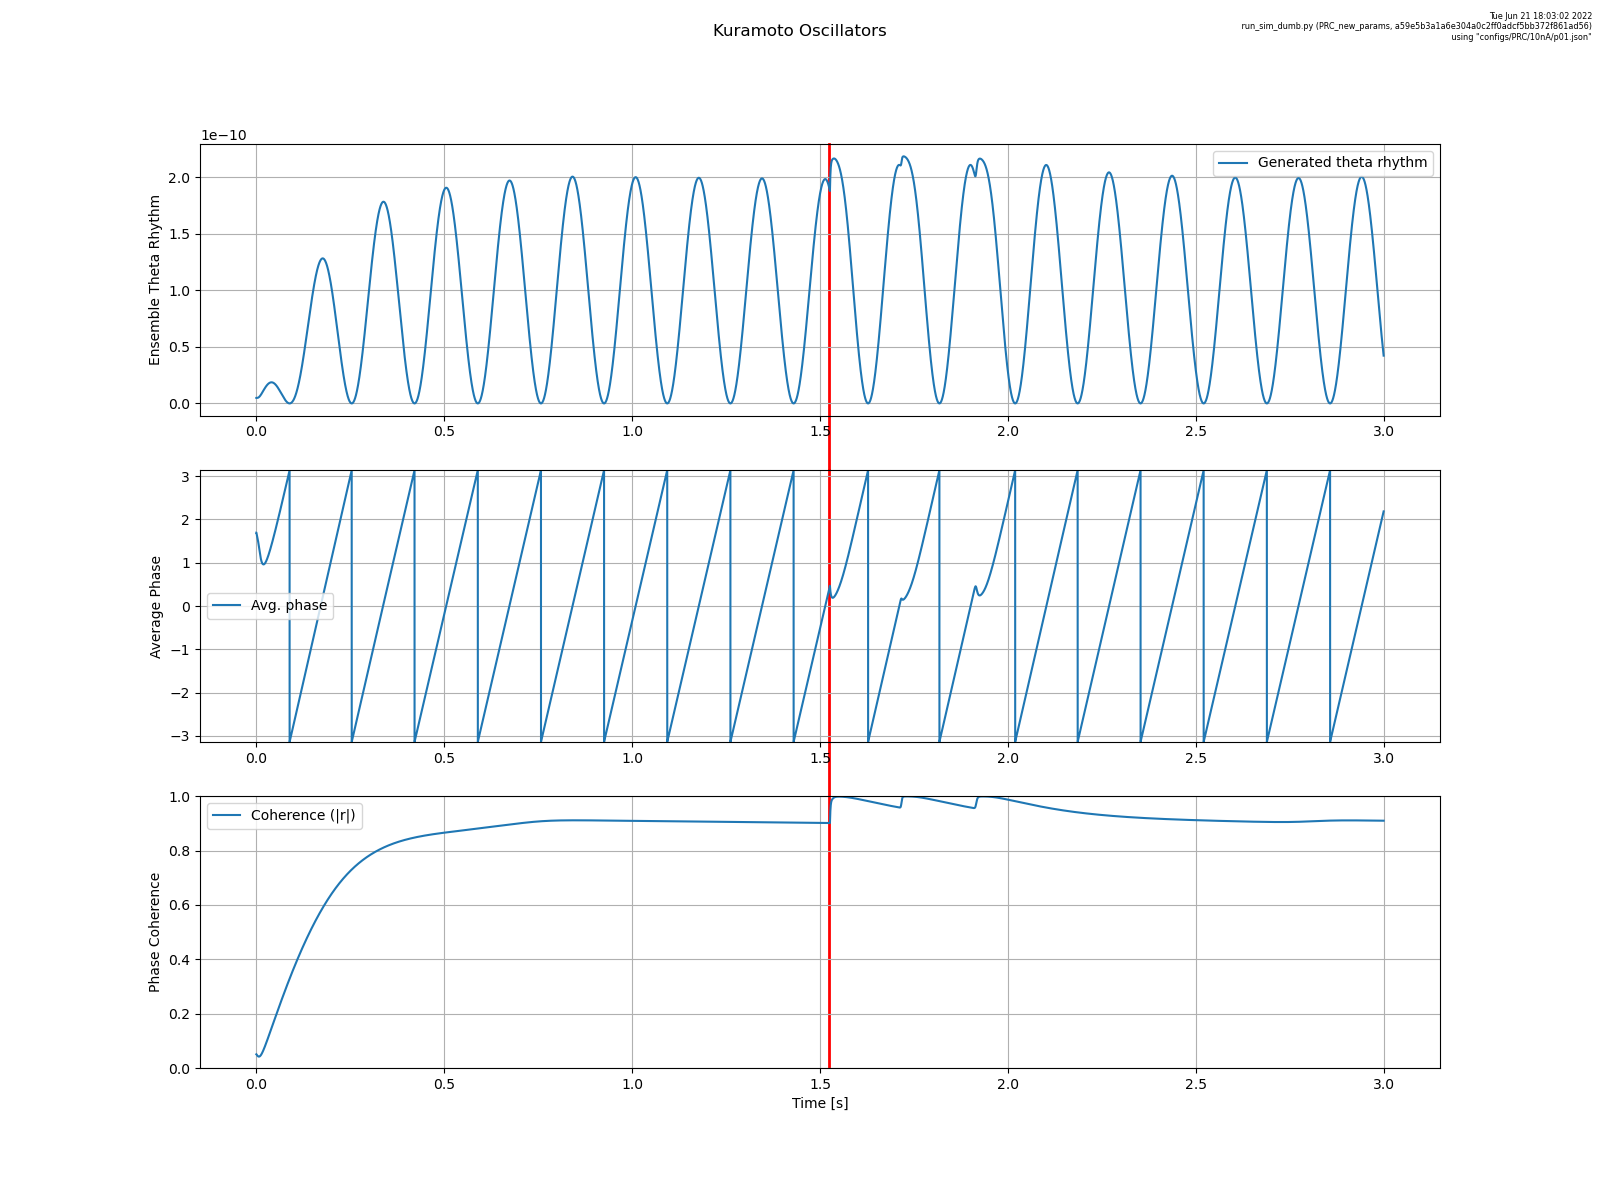 Tue Jun 21 18:03:02 2022
run_sim_dumb.py (PRC_new_params, a59e5b3a1a6e304a0c2ff0adcf5bb372f861ad56)
using "configs/PRC/10nA/p01.json"
Kuramoto Oscillators
1e−10
Generated theta rhythm
Ensemble Theta Rhythm
2.0
1.5
1.0
0.5
0.0
0.0 0.5 1.0 1.5 2.0 2.5 3.0
Avg. phase
Average Phase
3
2
1
0
−1
−2
−3
0.0 0.5 1.0 1.5 2.0 2.5 3.0
Coherence (|r|)
Phase Coherence
1.0
0.8
0.6
0.4
0.2
0.0
0.0 0.5 1.0 1.5 2.0 2.5 3.0
Time [s]